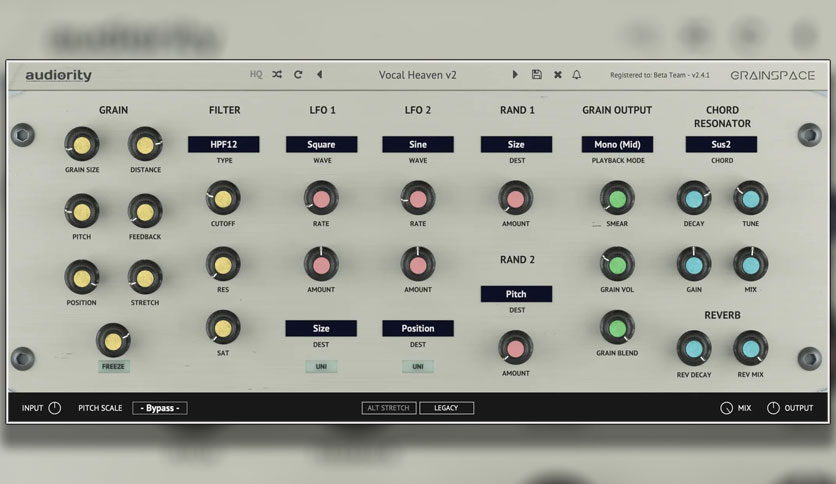 audiority
HQ
Vocal Heaven v2
Registered to: Beta Team - v2.4.1
GRAINSPACE
GRAIN
FILTER
LFO 1
LFO 2
RAND 1
GRAIN OUTPUT
CHORD
RESONATOR
HPF12
Square
Sine
Size
Mono (Mid)
Sus2
TYPE
WAVE
WAVE
DEST
PLAYBACK MODE
CHORD
GRAIN SIZE
DISTANCE
CUTOFF
RATE
RATE
AMOUNT
SMEAR
DECAY
TUNE
PITCH
FEEDBACK
RAND 2
RES
AMOUNT
AMOUNT
Pitch
DEST
GRAIN VOL
GAIN
MIX
POSITION
STRETCH
REVERB
Size
Position
DEST
DEST
SAT
GRAIN BLEND
FREEZE
UNI
UNI
AMOUNT
REV DECAY
REV MIX
INPUT
PITCH SCALE
- Bypass -
ALT STRETCH
LEGACY
MIX
OUTPUT